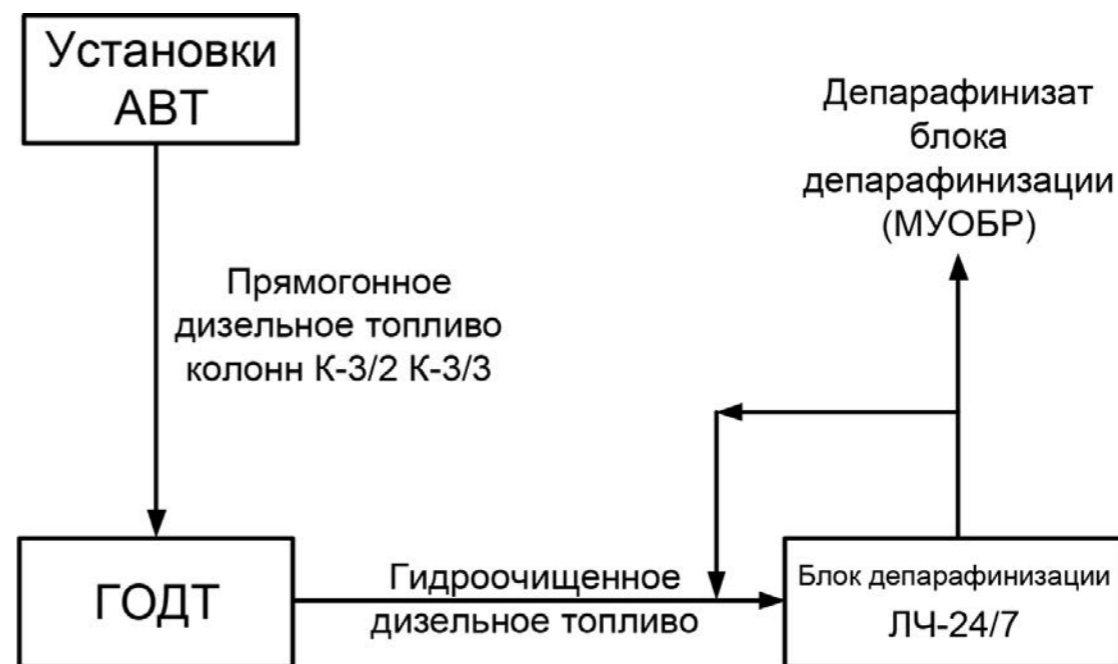 Установки
АВТ
Депарафинизат
блока
депарафинизации
(МУОБР)
Прямогонное
дизельное топливо
колонн К-3/2 К-3/3
ГОДТ
Гидроочищенное
дизельное топливо
Блок депарафинизации
ЛЧ-24/7